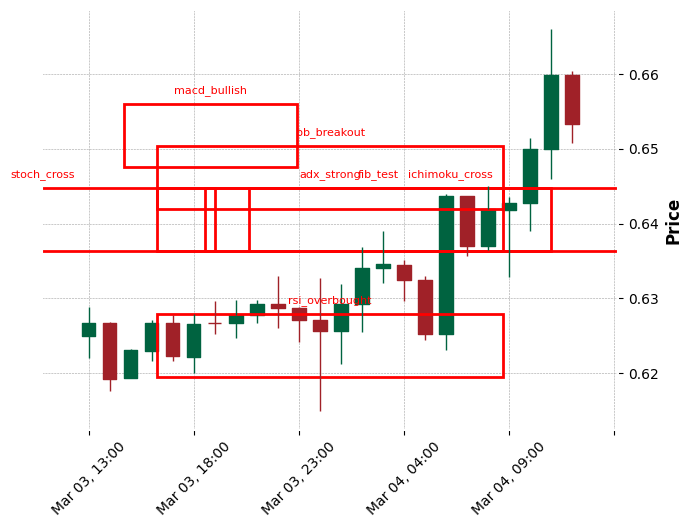 macd_bullish
bb_breakout
stoch_cross
adx_strong
fib_test
ichimoku_cross
rsi_overbought
0.66
0.65
0.64
0.63
0.62
Price
Mar 03, 13:00
Mar 03, 18:00
Mar 03, 23:00
Mar 04, 04:00
Mar 04, 09:00